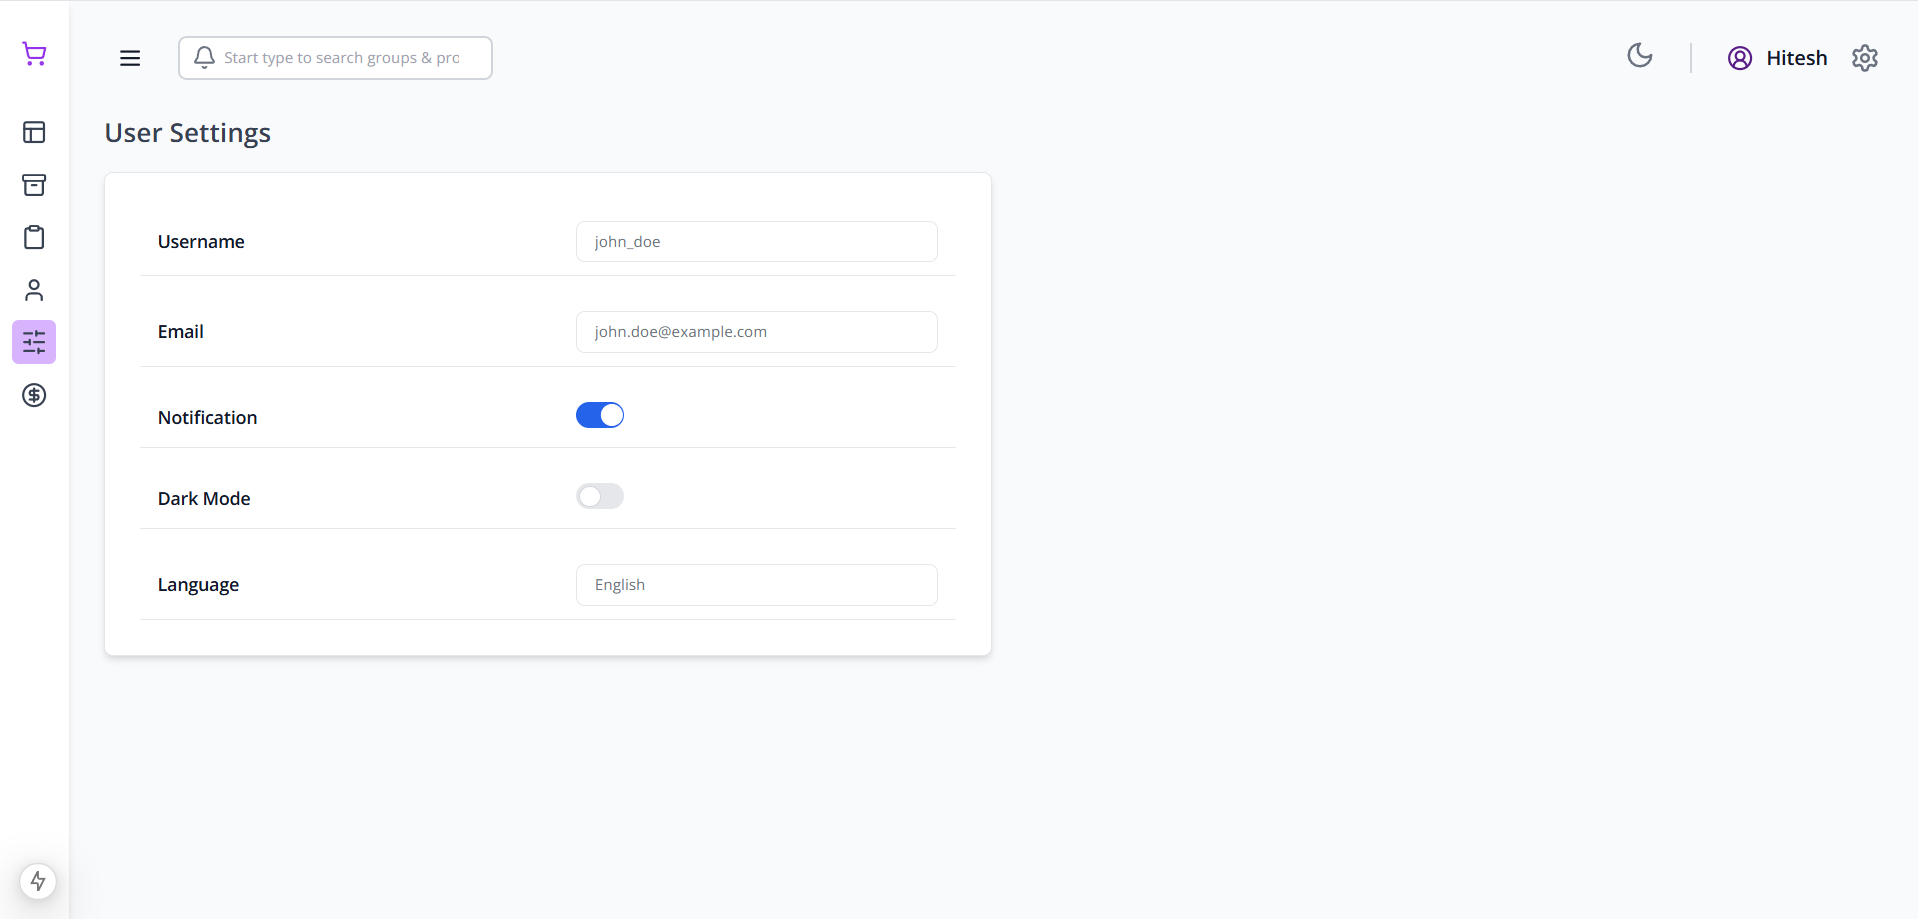 Start type to search groups & pro
Hitesh
User Settings
Username
john_doe
Email
john.doe@example.com
Notification
Dark Mode
Language
English